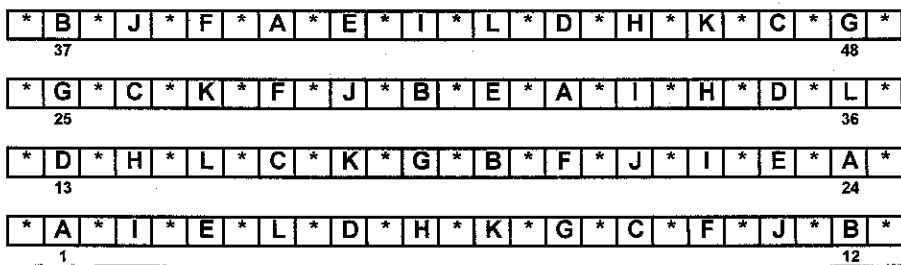 * B * J * F * A * E * I * L * D * H * K * C * G *
37 48
* G * C * K * F * J * B * E * A * I * H * D * L *
25 36
* D * H * L * C * K * G * B * F * J * I * E * A *
13 24
* A * I * E * L * D * H * K * G * C * F * J * B *
1 12